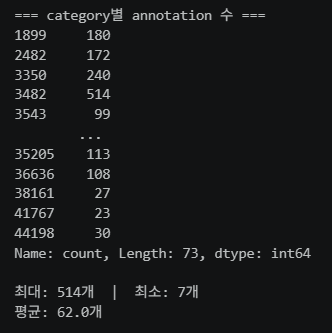 === category별 annotation 수 ===
1899 180
2482 172
3350 240
3482 514
3543 99
...
35205 113
36636 108
38161 27
41767 23
44198 30
Name: count, Length: 73, dtype: int64
최대: 514개 | 최소: 7개
평균: 62.0개